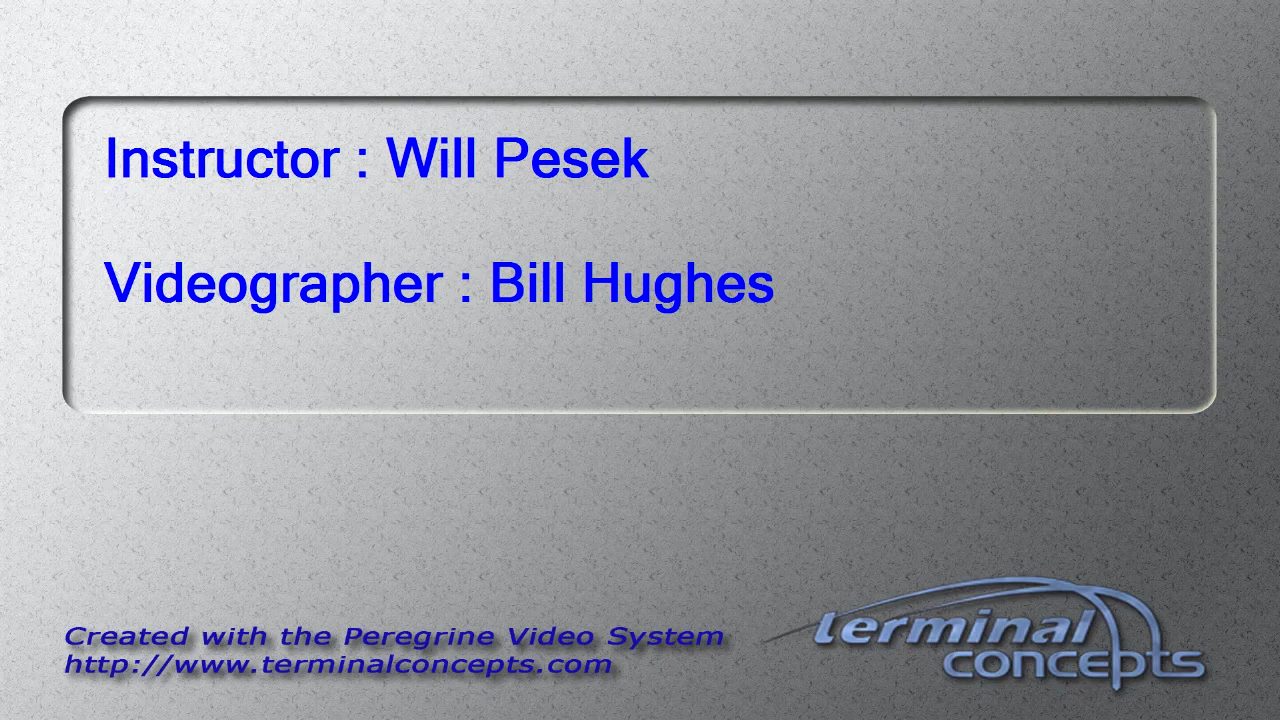 Instructor : Will Pesek
Videographer : Bill Hughes
Created with the Peregrine Video System
http://www.terminalconcepts.com
terminal
concepts